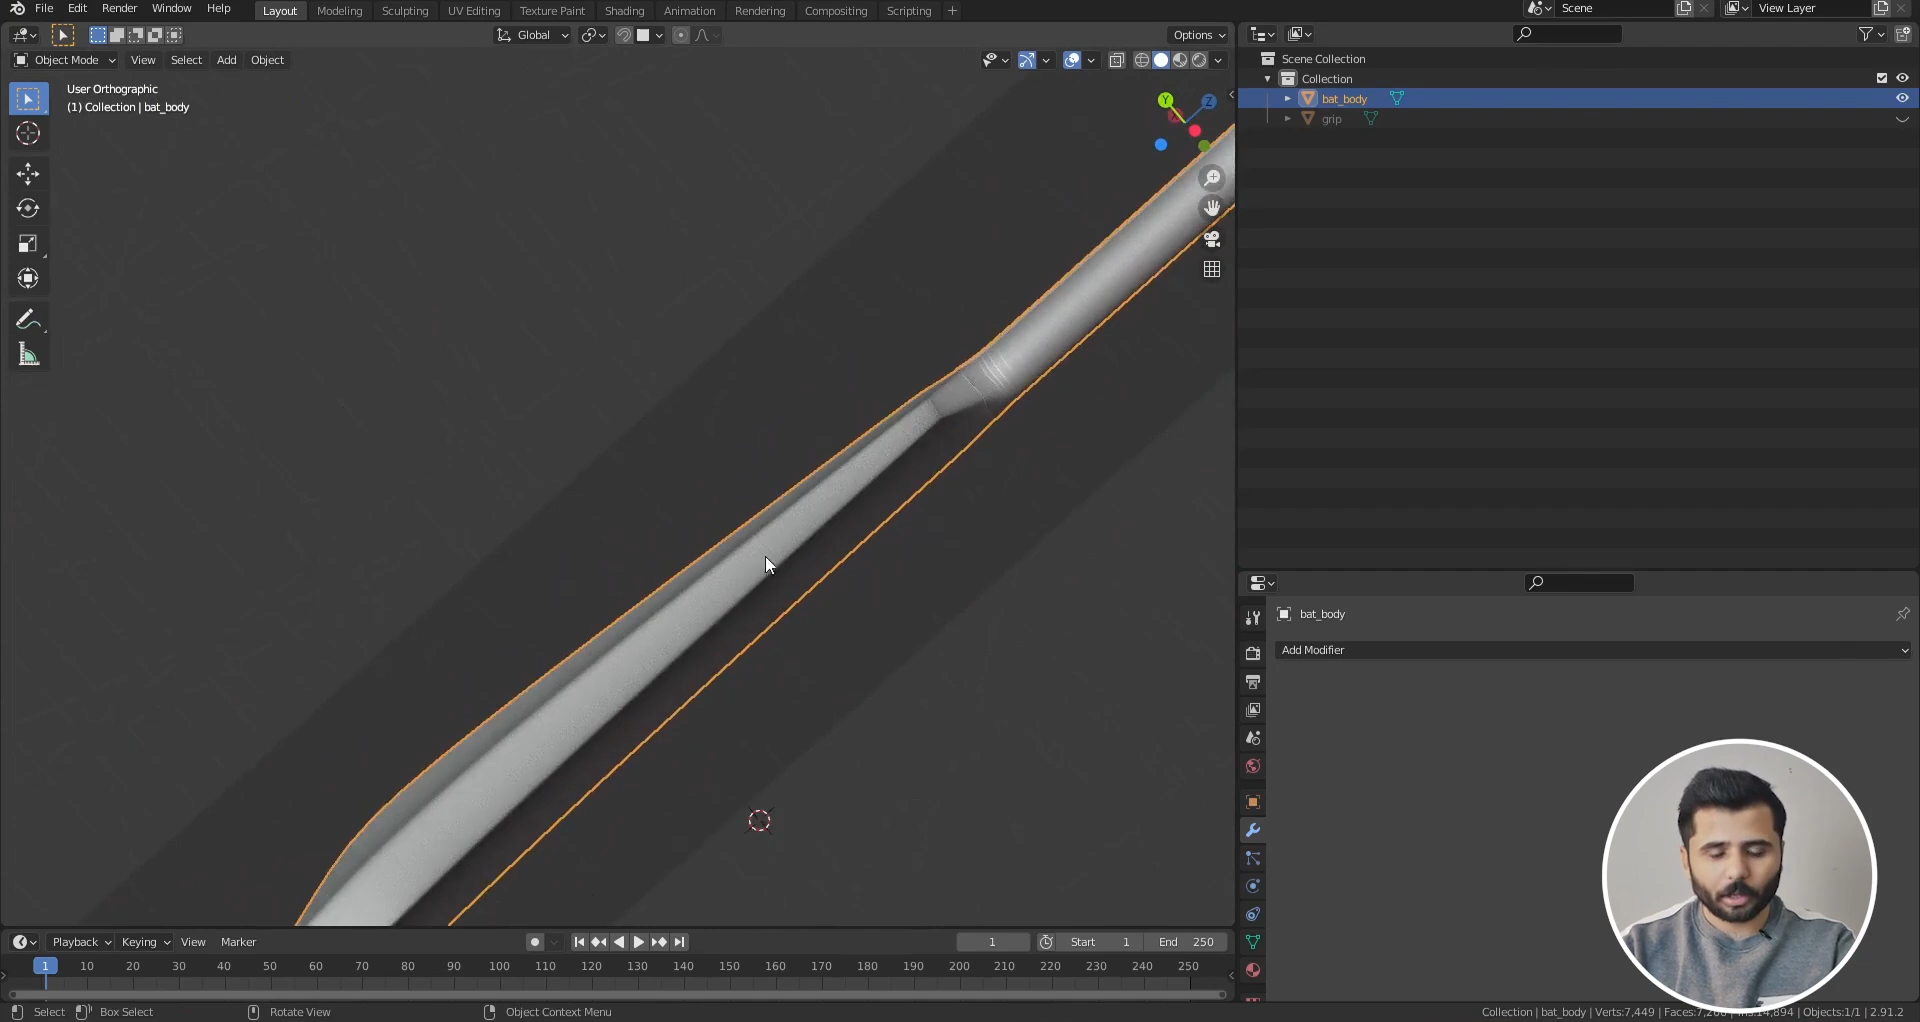 File Edit Render Window Help Layout Modeling Sculpting UV Editing Texture Paint Shading Animation Rendering Compositing Scripting + Scene View Layer
Global Options
Object Mode View Select Add Object
User Orthographic
(1) Collection | bat_body
Y Z
Scene Collection
Collection
bat_body
grip
bat_body
Add Modifier
Playback Keying View Marker 1 Start 1 End 250
1 10 20 30 40 50 60 70 80 90 100 110 120 130 140 150 160 170 180 190 200 210 220 230 240 250
Select Box Select Rotate View Object Context Menu Collection | bat_body | Verts:7,449 | Objects:1/1 | 2.91.2